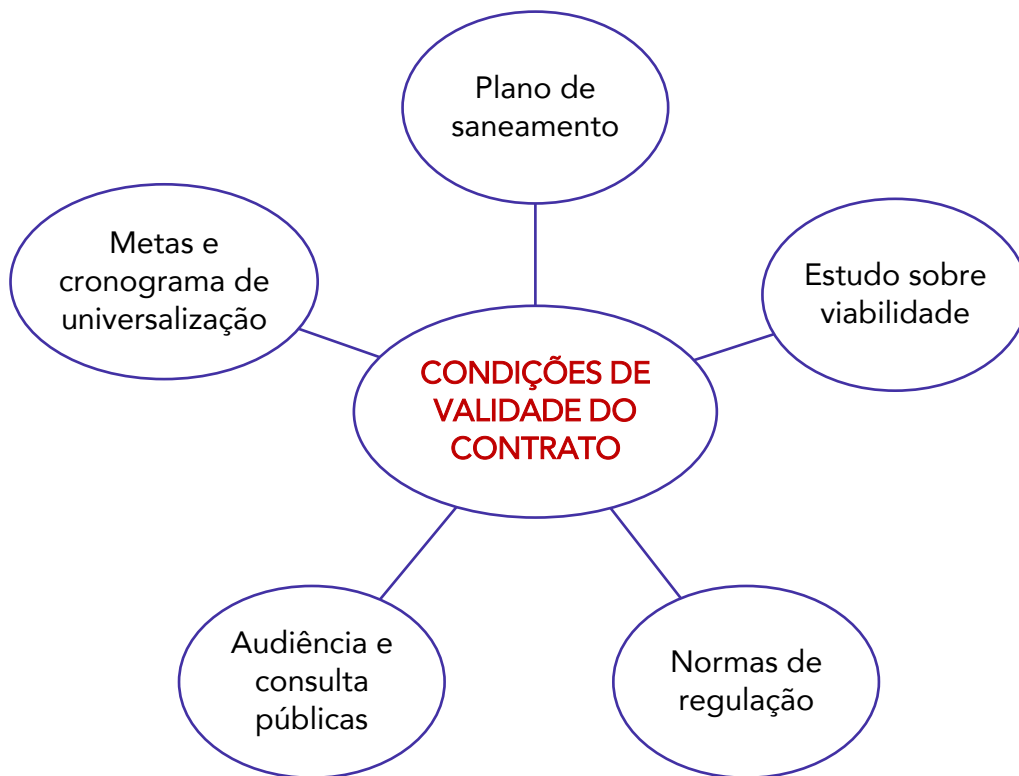 Plano de
saneamento
Metas e
cronograma de
universalização
Estudo sobre
viabilidade
CONDIÇÕES DE
VALIDADE DO
CONTRATO
Audiência e
consulta
públicas
Normas de
regulação